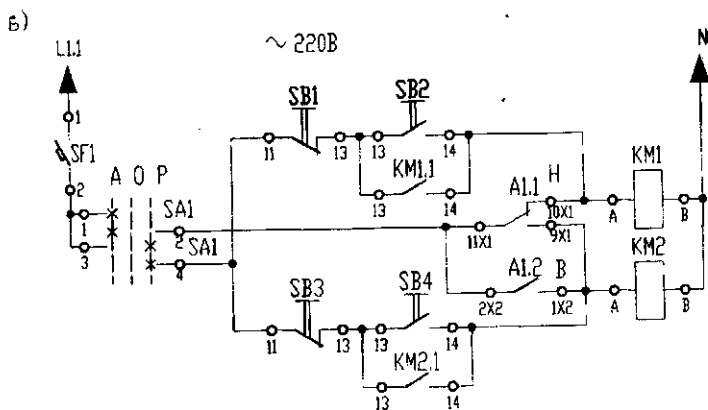 в)
L1.1
~ 220В
N
1
SB1
SB2
SF1
11
13
13
14
KM1.1
2
А О Р
13
14
KM1
SA1
A1.1
Н
10X1
A
B
1
2
11X1
9X1
3
SA1
KM2
4
A1.2
В
SB3
SB4
2X2
1X2
A
B
11
13
13
14
KM2.1
13
14